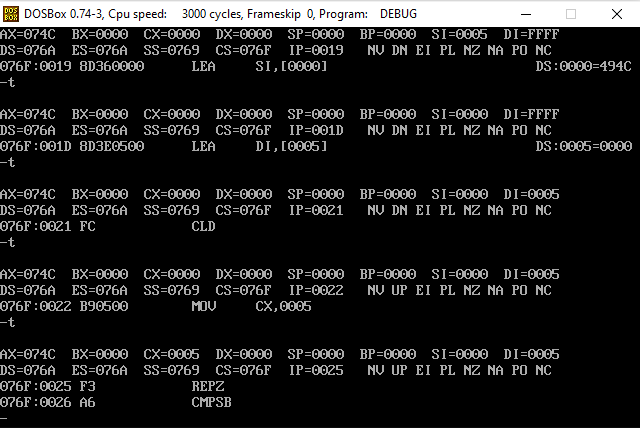 DOSBox 0.74-3, Cpu speed: 3000 cycles, Frameskip 0, Program: DEBUG
AX=074C BX=0000 CX=0000 DX=0000 SP=0000 BP=0000 SI=0005 DI=FFFF
DS=076A ES=076A SS=0769 CS=076F IP=0019 NV DN EI PL NZ NA PO NC
076F:0019 8D360000 LEA SI,[0000] DS:0000=494C
-t
AX=074C BX=0000 CX=0000 DX=0000 SP=0000 BP=0000 SI=0000 DI=FFFF
DS=076A ES=076A SS=0769 CS=076F IP=001D NV DN EI PL NZ NA PO NC
076F:001D 8D3E0500 LEA DI,[0005] DS:0005=0000
-t
AX=074C BX=0000 CX=0000 DX=0000 SP=0000 BP=0000 SI=0000 DI=0005
DS=076A ES=076A SS=0769 CS=076F IP=0021 NV DN EI PL NZ NA PO NC
076F:0021 FC CLD
-t
AX=074C BX=0000 CX=0000 DX=0000 SP=0000 BP=0000 SI=0000 DI=0005
DS=076A ES=076A SS=0769 CS=076F IP=0022 NV UP EI PL NZ NA PO NC
076F:0022 B90500 MOV CX,0005
-t
AX=074C BX=0000 CX=0005 DX=0000 SP=0000 BP=0000 SI=0000 DI=0005
DS=076A ES=076A SS=0769 CS=076F IP=0025 NV UP EI PL NZ NA PO NC
076F:0025 F3 REPZ
076F:0026 A6 CMPSB
-